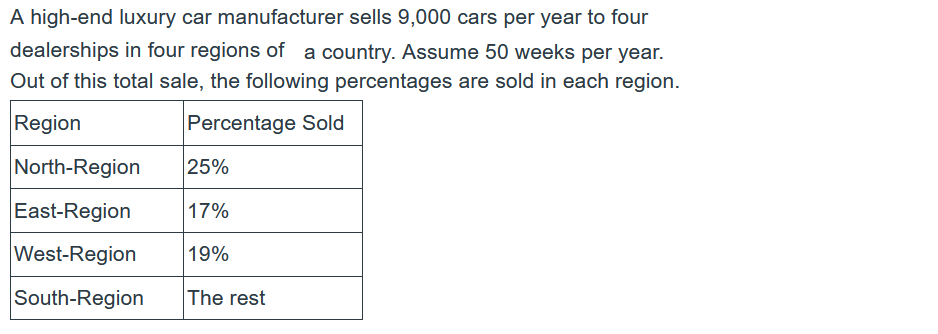 A high-end luxury car manufacturer sells 9,000 cars per year to four
dealerships in four regions of a country. Assume 50 weeks per year.
Out of this total sale, the following percentages are sold in each region.
Region Percentage Sold
North-Region 25%
East-Region 17%
West-Region 19%
South-Region The rest